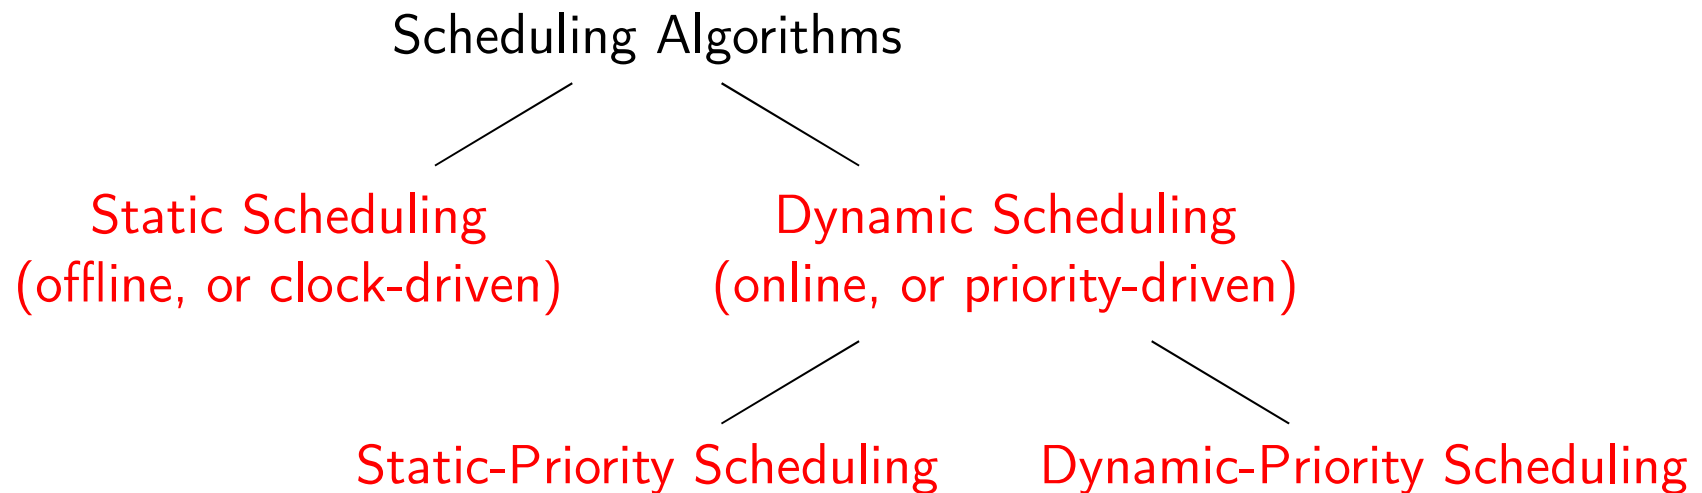 Scheduling Algorithms
Static Scheduling
(offline, or clock-driven)
Dynamic Scheduling
(online, or priority-driven)
Static-Priority Scheduling
Dynamic-Priority Scheduling